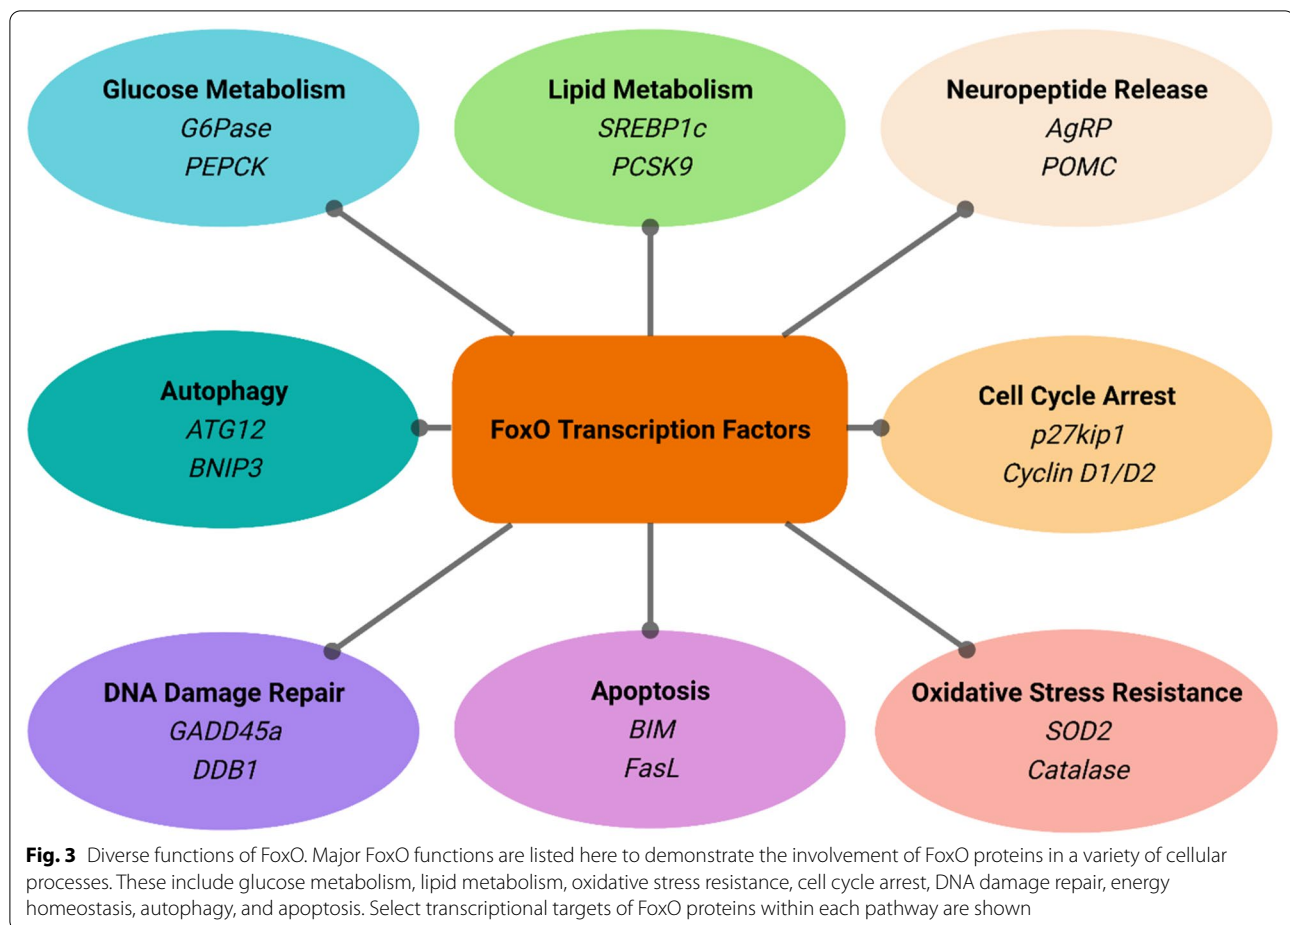 Glucose Metabolism
G6Pase
PEPCK
Lipid Metabolism
SREBP1c
PCSK9
Neuropeptide Release
AgRP
POMC
Autophagy
ATG12
BNIP3
FoxO Transcription Factors
Cell Cycle Arrest
p27kip1
Cyclin D1/D2
DNA Damage Repair
GADD45a
DDB1
Apoptosis
BIM
FasL
Oxidative Stress Resistance
SOD2
Catalase
Fig. 3 Diverse functions of FoxO. Major FoxO functions are listed here to demonstrate the involvement of FoxO proteins in a variety of cellular
processes. These include glucose metabolism, lipid metabolism, oxidative stress resistance, cell cycle arrest, DNA damage repair, energy
homeostasis, autophagy, and apoptosis. Select transcriptional targets of FoxO proteins within each pathway are shown